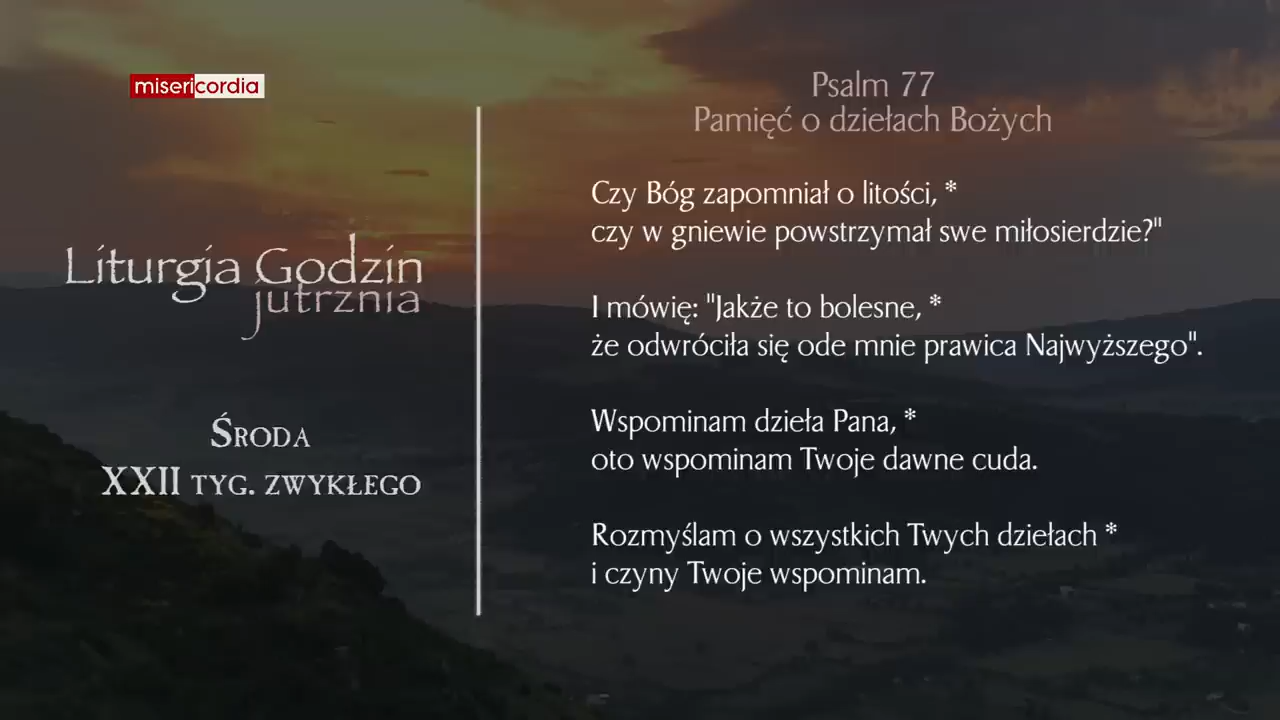 misericordia
Liturgia Godzin
jutrznia
Środa
XXII tyg. zwykłego
Psalm 77
Pamięć o dziełach Bożych
Czy Bóg zapomniał o litości, *
czy w gniewie powstrzymał swe miłosierdzie?"
I mówię: "Jakże to bolesne, *
że odwróciła się ode mnie prawica Najwyższego".
Wspominam dzieła Pana, *
oto wspominam Twoje dawne cuda.
Rozmyślam o wszystkich Twych dziełach *
i czyny Twoje wspominam.